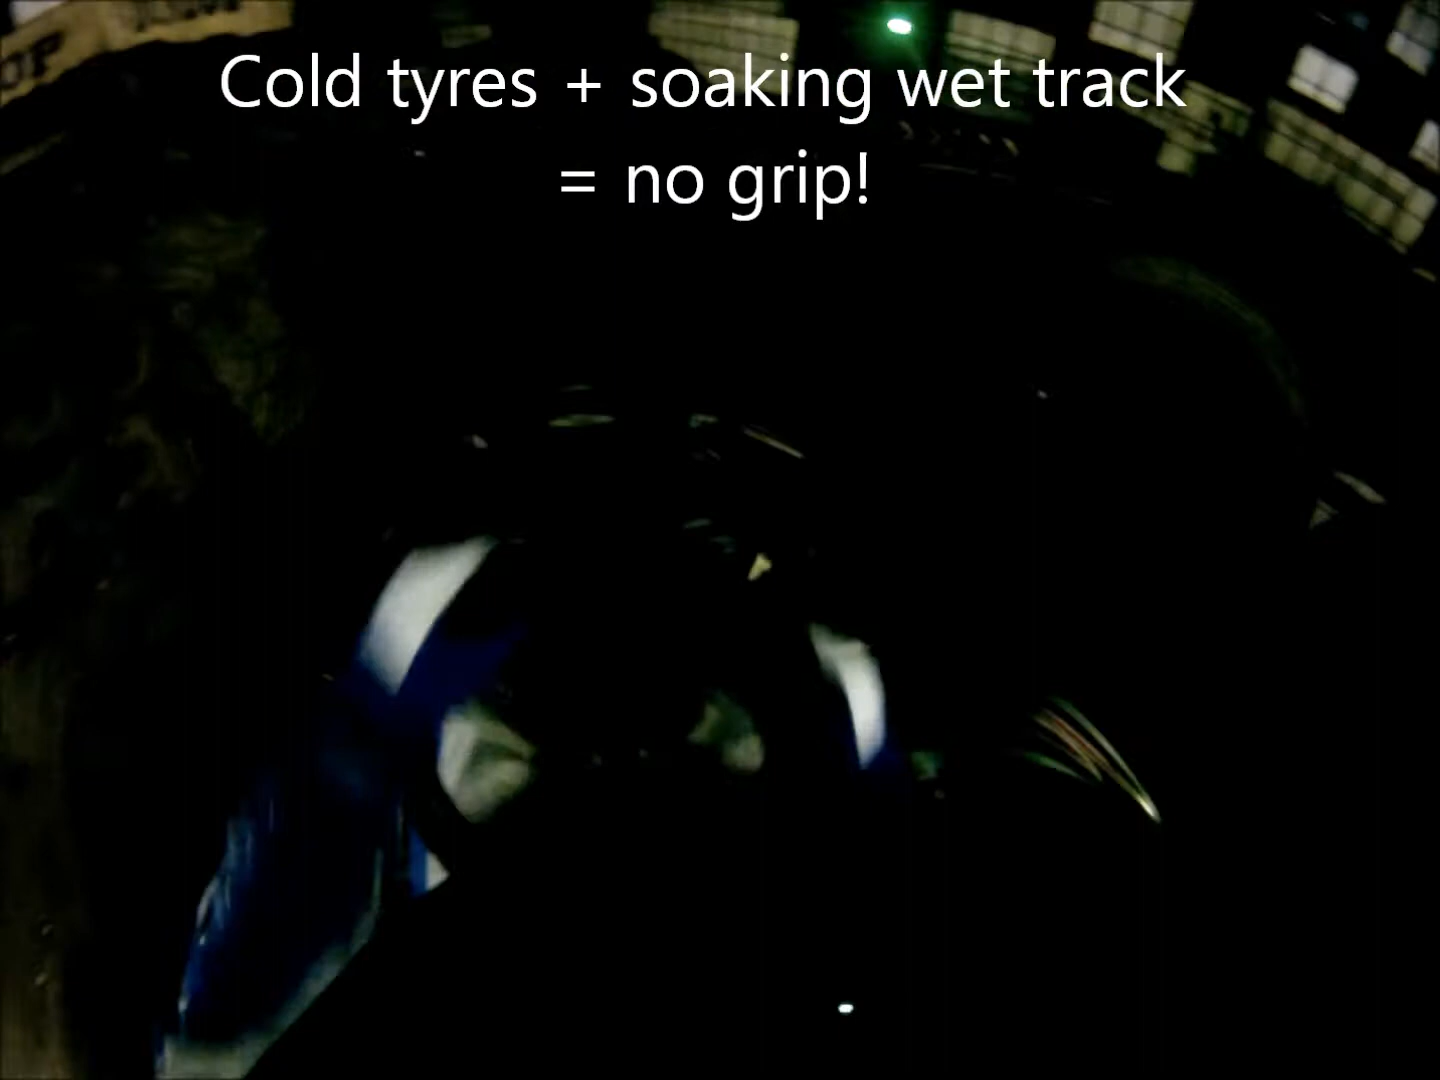 Cold tyres + soaking wet track
= no grip!